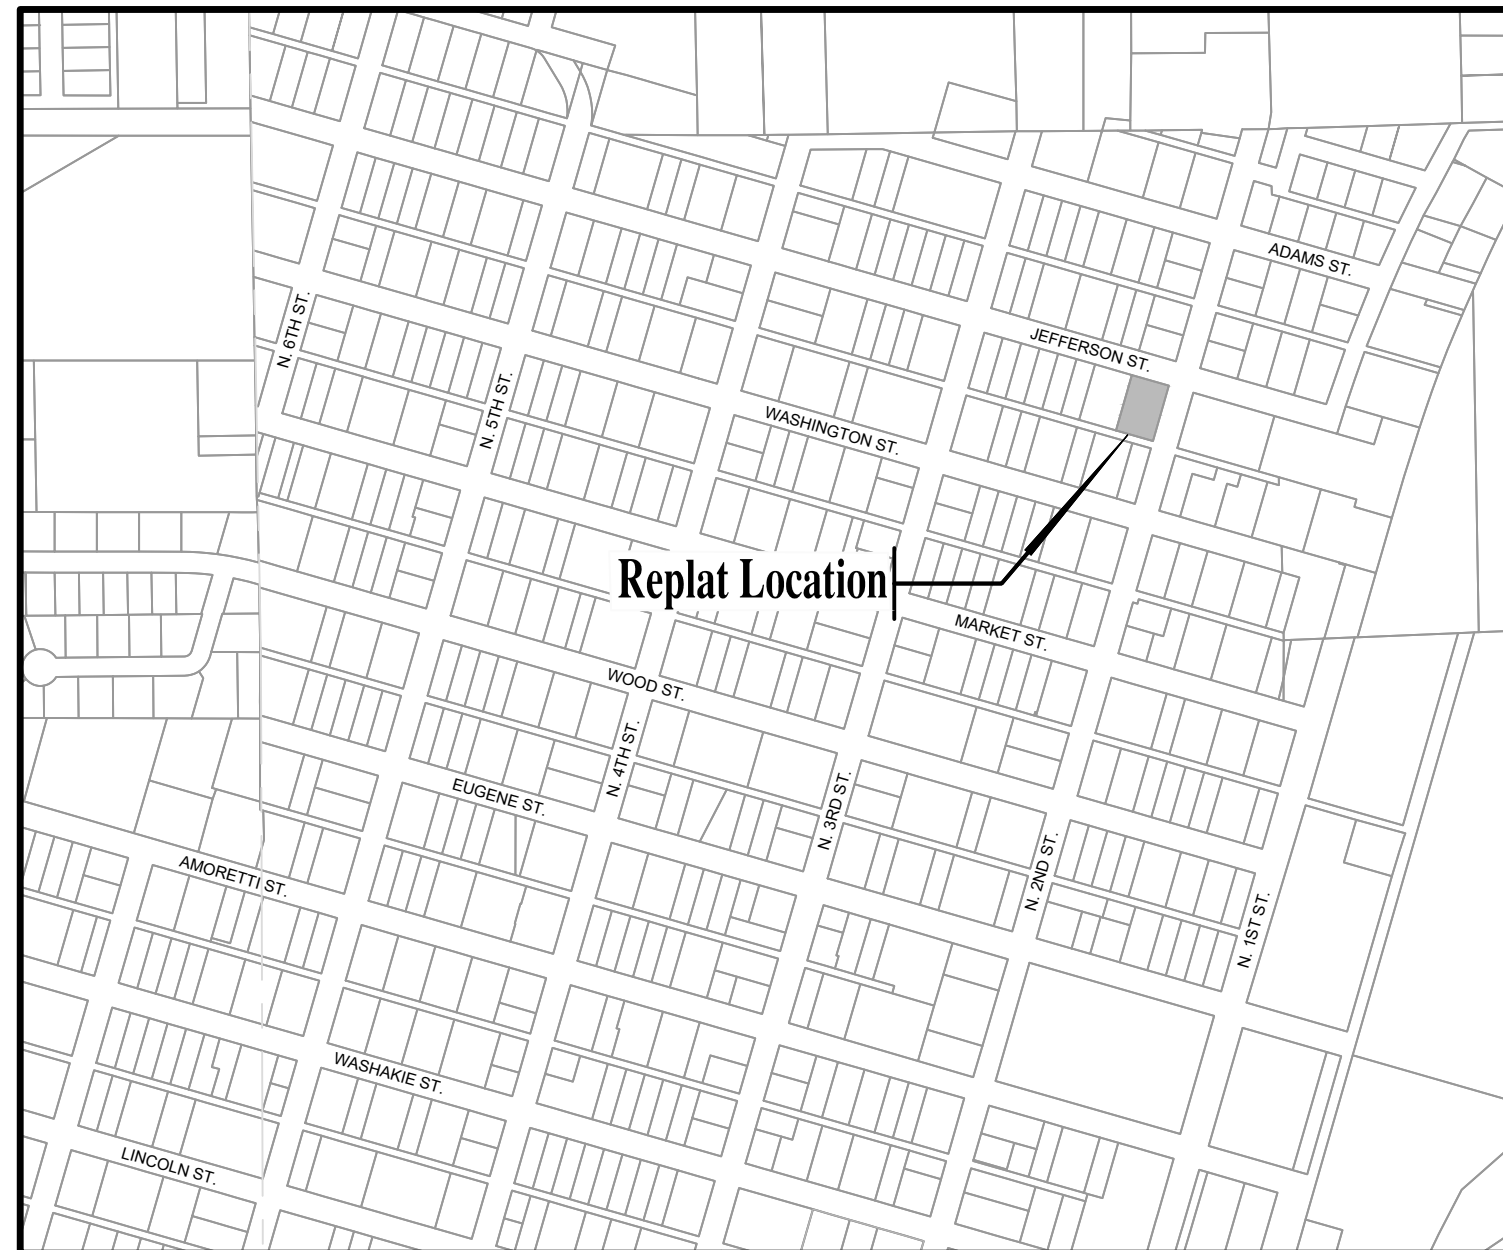 ADAMS ST.
N. 6TH ST.
JEFFERSON ST.
N. 5TH ST.
WASHINGTON ST.
Replat Location
MARKET ST.
WOOD ST.
N. 4TH ST.
EUGENE ST.
N. 3RD ST.
N. 2ND ST.
AMORETTI ST.
N. 1ST ST.
WASHAKIE ST.
LINCOLN ST.